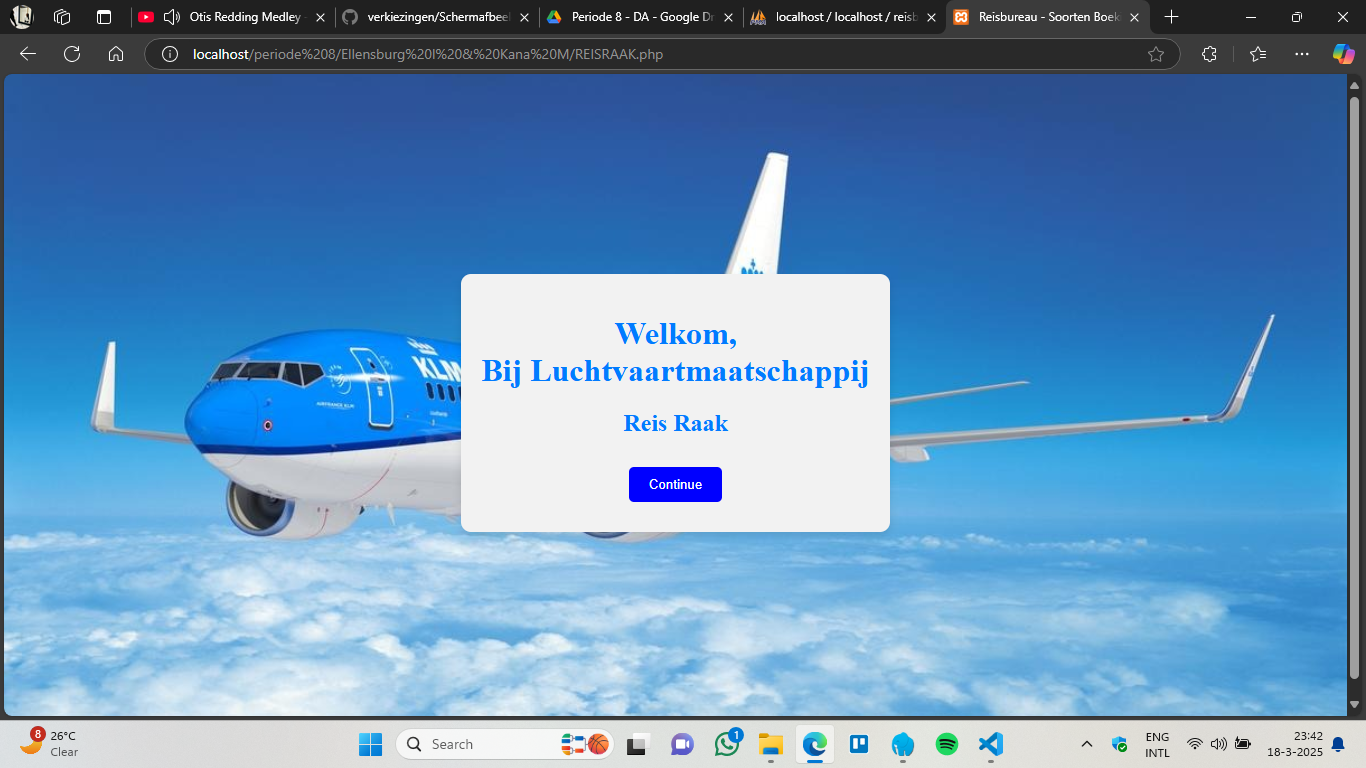 Otis Redding Medley
verkiezingen/Schermafbeel
Periode 8 - DA - Google Dr
localhost / localhost / reisb
Reisbureau - Soorten Boek
localhost/periode%208/Ellensburg%20I%20&%20Kana%20M/REISRAAK.php
KLM
Welkom,
Bij Luchtvaartmaatschappij
Reis Raak
Continue
8
26°C
Clear
Search
1
ENG
INTL
23:42
18-3-2025